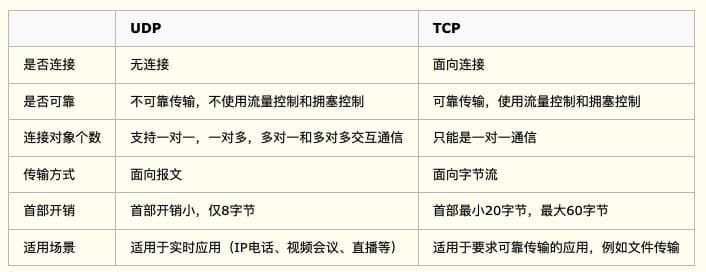 UDP TCP
是否连接 无连接 面向连接
是否可靠 不可靠传输，不使用流量控制和拥塞控制 可靠传输，使用流量控制和拥塞控制
连接对象个数 支持一对一，一对多，多对一和多对多交互通信 只能是一对一通信
传输方式 面向报文 面向字节流
首部开销 首部开销小，仅8字节 首部最小20字节，最大60字节
适用场景 适用于实时应用（IP电话、视频会议、直播等） 适用于要求可靠传输的应用，例如文件传输